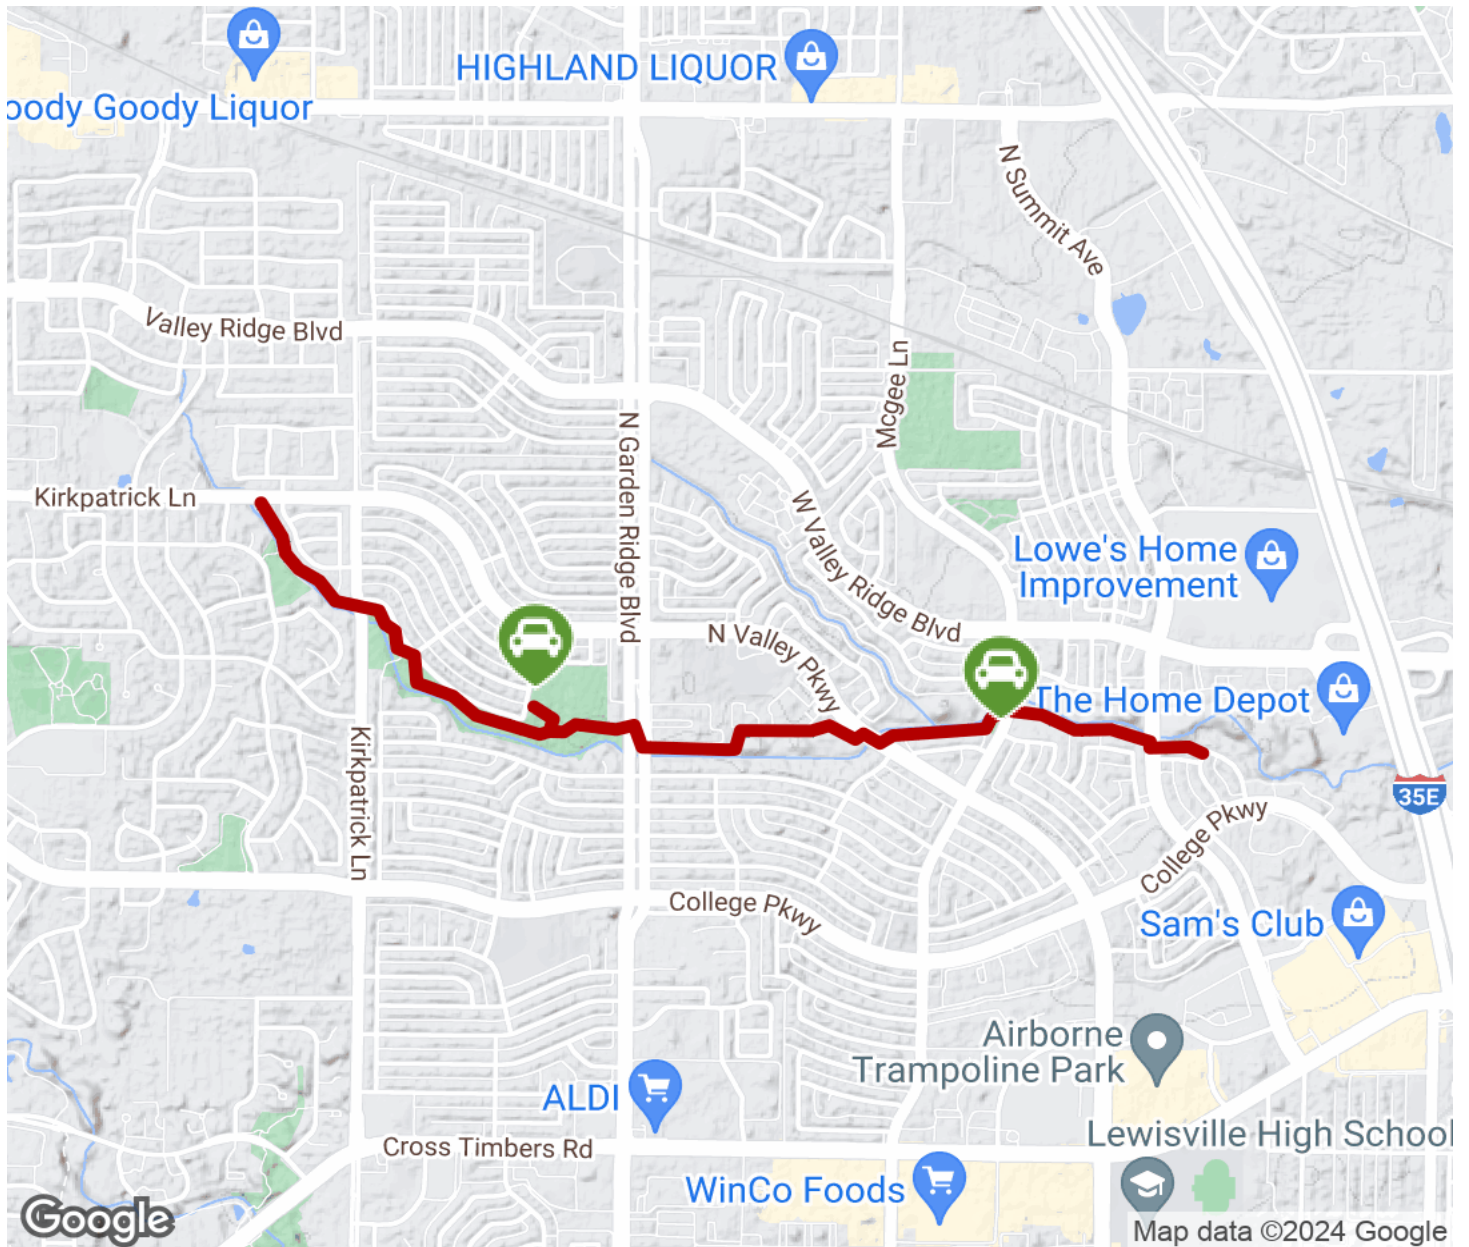 HIGHLAND LIQUOR
oody Goody Liquor
N Summit Ave
Valley Ridge Blvd
Mcgee Ln
N Garden Ridge Blvd
Kirkpatrick Ln
W Valley Ridge Blvd
Lowe's Home
Improvement
N Valley Pkwy
The Home Depot
Kirkpatrick Ln
35E
College Pkwy
College Pkwy
Sam's Club
Airborne
Trampoline Park
ALDI
Cross Timbers Rd
Lewisville High School
WinCo Foods
Google
Map data ©2024 Google